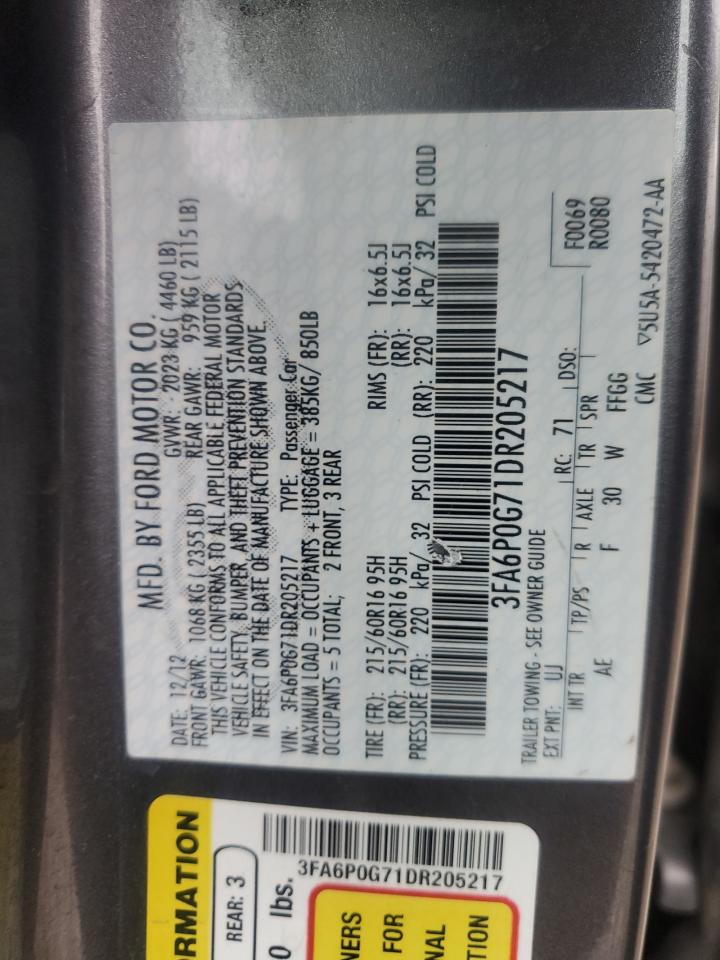 MFD. BY FORD MOTOR CO.
DATE: 12/12 GVWR: 2023 KG ( 4460 LB)
FRONT GAWR: 1068 KG ( 2355 LB) REAR GAWR: 959 KG ( 2115 LB)
THIS VEHICLE CONFORMS TO ALL APPLICABLE FEDERAL MOTOR
VEHICLE SAFETY, BUMPER, AND THEFT PREVENTION STANDARDS
IN EFFECT ON THE DATE OF MANUFACTURE SHOWN ABOVE.
VIN: 3FA6P0G71DR205217 TYPE: Passenger Car
MAXIMUM LOAD = OCCUPANTS + LUGGAGE = 385KG/ 850LB
OCCUPANTS = 5 TOTAL; 2 FRONT, 3 REAR
TIRE (FR): 215/60R16 95H RIMS (FR): 16x6.5J
(RR): 215/60R16 95H (RR): 16x6.5J
PRESSURE (FR): 220 kPa/ 32 PSI COLD (RR): 220 kPa/ 32 PSI COLD
3FA6P0G71DR205217
TRAILER TOWING - SEE OWNER GUIDE
EXT PNT: UJ RC: 71 DSO: F0069
R0080
INT TR TP/PS R AXLE TR SPR
AE F 30 W FFGG
CMC ▽5U5A-5420472-AA
RMATION
REAR: 3
0 lbs.
3FA6P0G71DR205217
NERS
FOR
NAL
TION